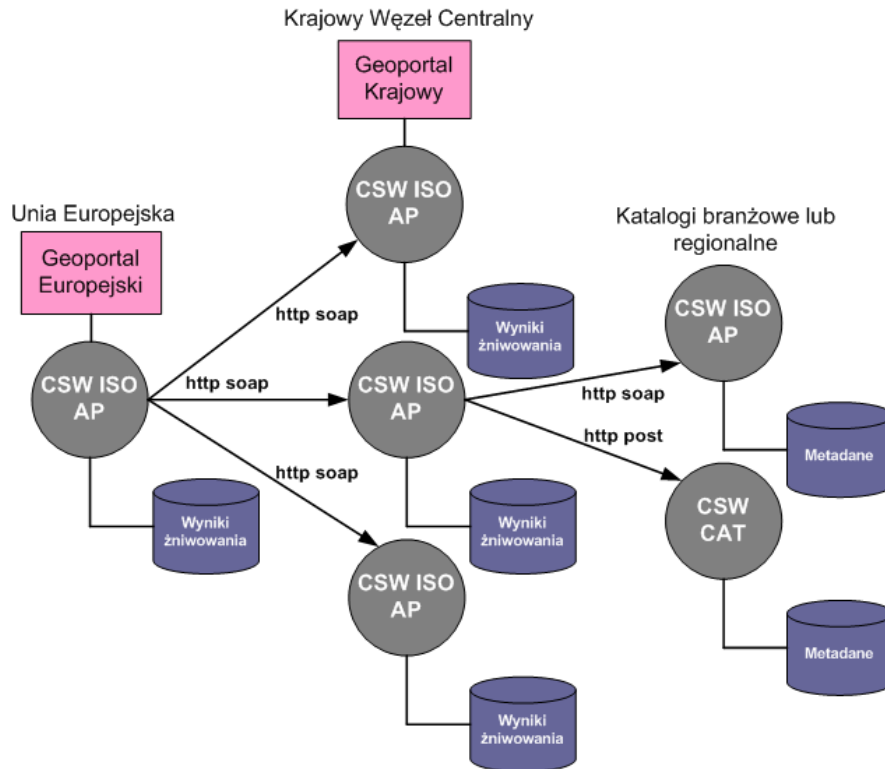 Krajowy Węzeł Centralny
Geoportal
Krajowy
CSW ISO
AP
Unia Europejska
Geoportal
Europejski
Katalogi branżowe lub
regionalne
CSW ISO
AP
http soap
Wyniki
żniwowania
CSW ISO
AP
http soap
CSW ISO
AP
http soap
http post
Metadane
http soap
Wyniki
żniwowania
Wyniki
żniwowania
CSW
CAT
CSW ISO
AP
Metadane
Wyniki
żniwowania